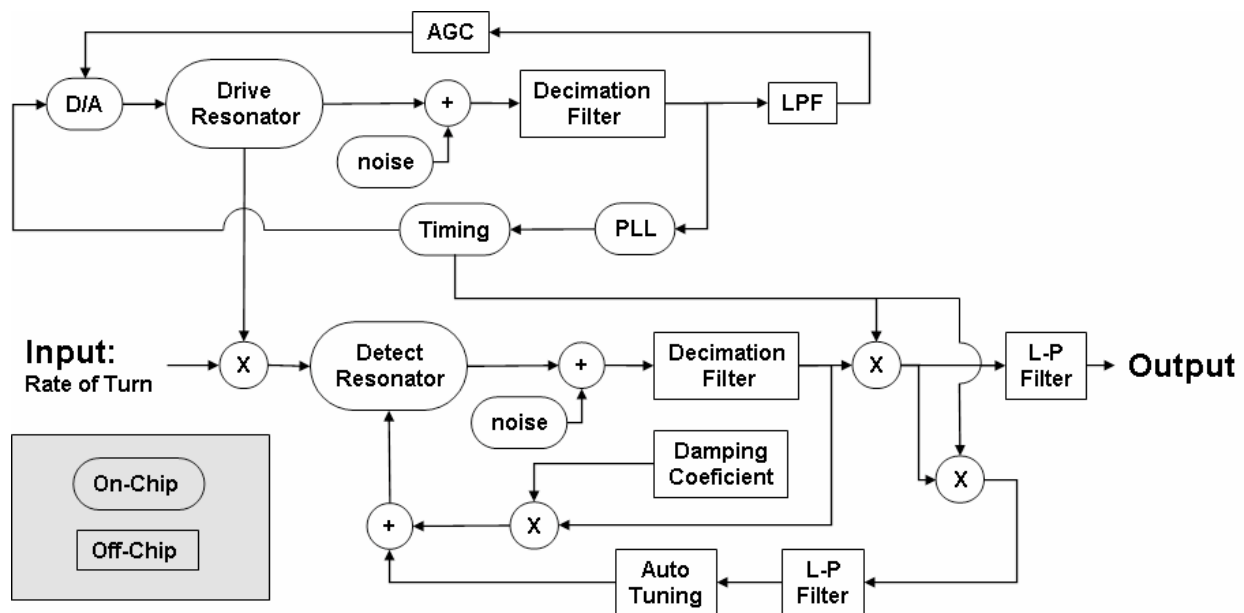 AGC
D/A
Drive
Resonator
+
Decimation
Filter
LPF
noise
Timing
PLL
Input:
Rate of Turn
X
Detect
Resonator
+
Decimation
Filter
X
L-P
Filter
Output
noise
Damping
Coeficient
X
On-Chip
+
X
Off-Chip
Auto
Tuning
L-P
Filter